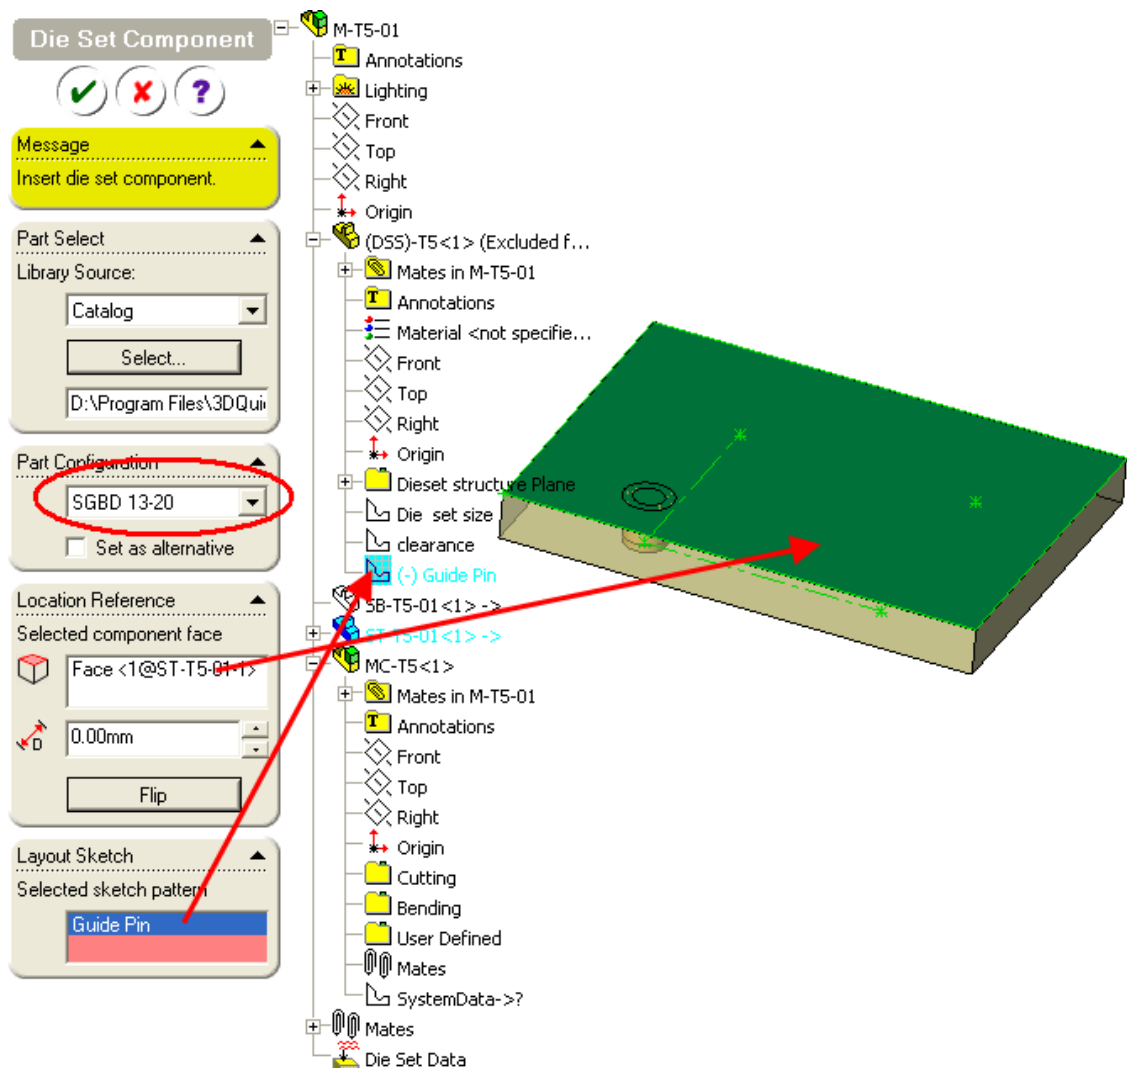 Die Set Component
?
Message
Insert die set component.
Part Select
Library Source:
Catalog
Select...
D:\Program Files\3DQui
Part Configuration
SGBD 13-20
Set as alternative
Location Reference
Selected component face
Face <1@ST-T5-01-1>
D
0.00mm
Flip
Layout Sketch
Selected sketch pattern
Guide Pin
M-T5-01
Annotations
Lighting
Front
Top
Right
Origin
(DSS)-T5<1> (Excluded f...
Mates in M-T5-01
Annotations
Material <not specifie...
Front
Top
Right
Origin
Dieset structure Plane
Die set size
clearance
(-) Guide Pin
SB-T5-01<1> ->
ST-T5-01<1> ->
MC-T5<1>
Mates in M-T5-01
Annotations
Front
Top
Right
Origin
Cutting
Bending
User Defined
Mates
SystemData->?
Mates
Die Set Data